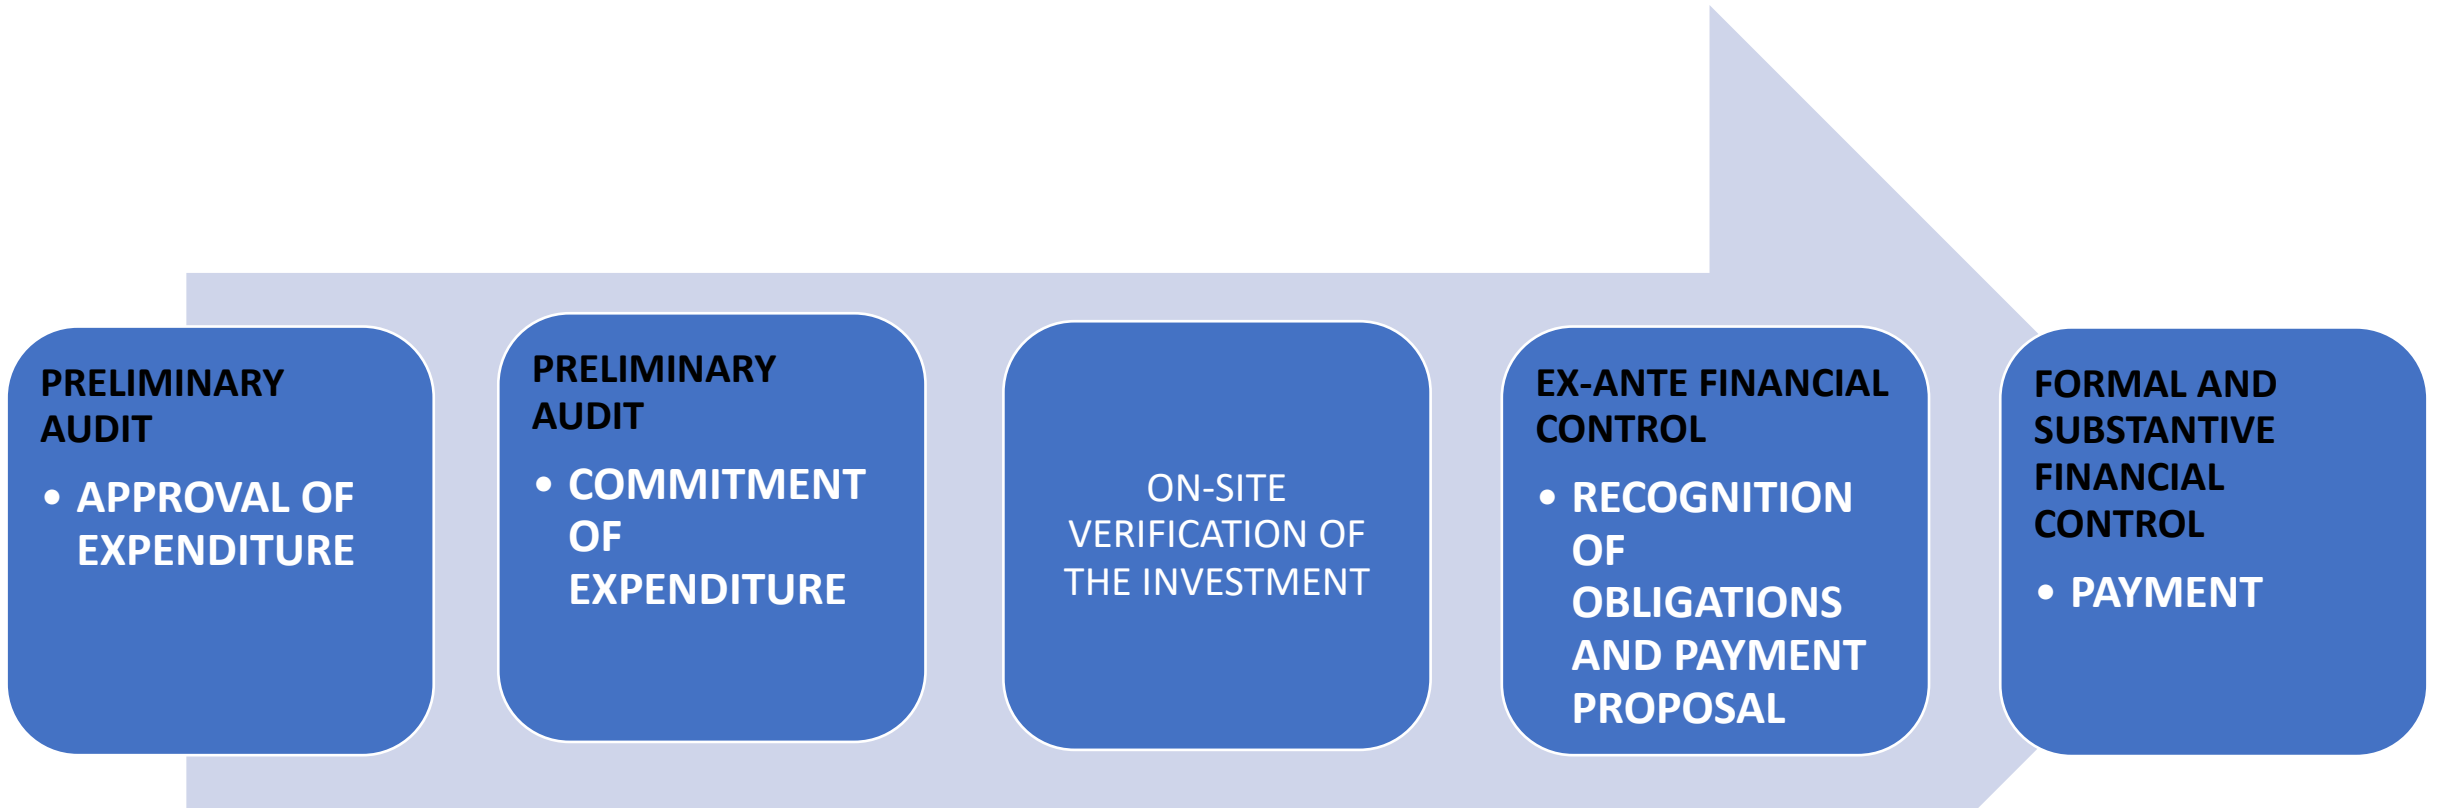 PRELIMINARY
AUDIT
• APPROVAL OF
EXPENDITURE
PRELIMINARY
AUDIT
• COMMITMENT
OF
EXPENDITURE
ON-SITE
VERIFICATION OF
THE INVESTMENT
EX-ANTE FINANCIAL
CONTROL
• RECOGNITION
OF
OBLIGATIONS
AND PAYMENT
PROPOSAL
FORMAL AND
SUBSTANTIVE
FINANCIAL
CONTROL
• PAYMENT